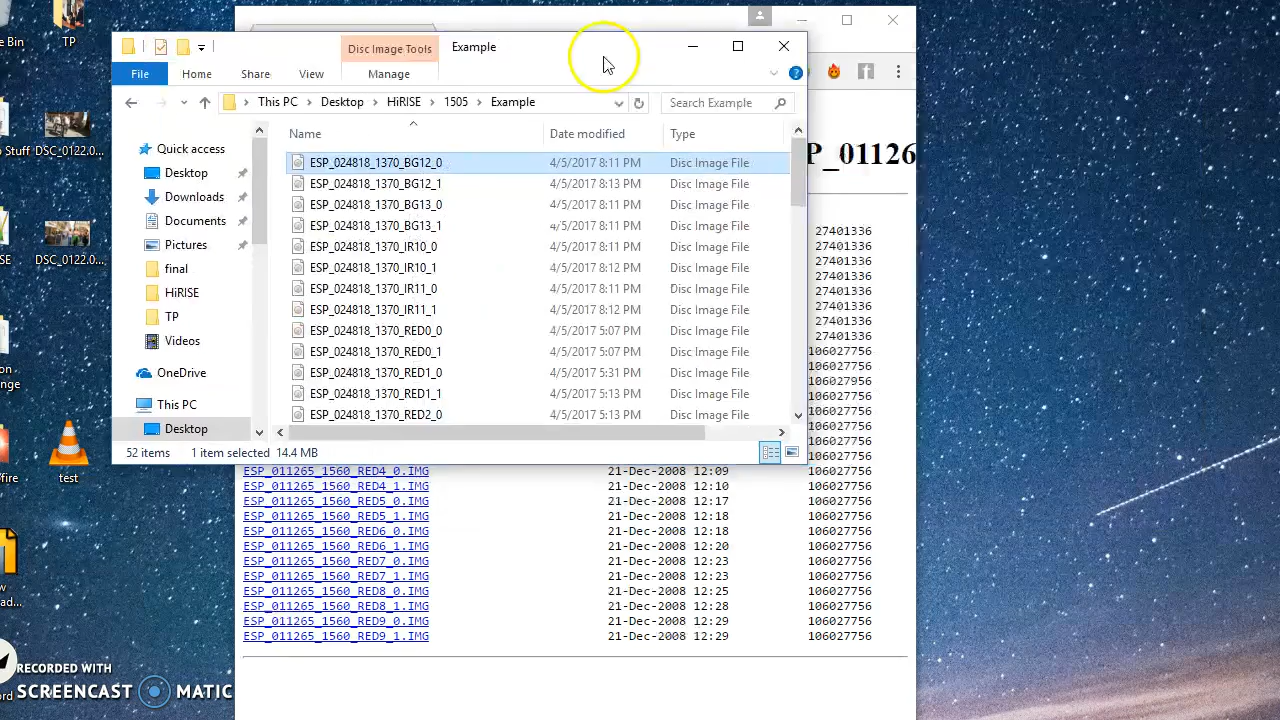 e Bin
TP
o Stuff
DSC_0122.0...
SE
DSC_0122.0...
on
nge
fire
test
w
ad...
ord
RECORDED WITH
SCREENCAST MATIC
Disc Image Tools
Example
File
Home
Share
View
Manage
This PC
Desktop
HiRISE
1505
Example
Search Example
Quick access
Desktop
Downloads
Documents
Pictures
final
HiRISE
TP
Videos
OneDrive
This PC
Desktop
Name Date modified Type
ESP_024818_1370_BG12_0 4/5/2017 8:11 PM Disc Image File
ESP_024818_1370_BG12_1 4/5/2017 8:13 PM Disc Image File
ESP_024818_1370_BG13_0 4/5/2017 8:11 PM Disc Image File
ESP_024818_1370_BG13_1 4/5/2017 8:11 PM Disc Image File
ESP_024818_1370_IR10_0 4/5/2017 8:11 PM Disc Image File
ESP_024818_1370_IR10_1 4/5/2017 8:12 PM Disc Image File
ESP_024818_1370_IR11_0 4/5/2017 8:11 PM Disc Image File
ESP_024818_1370_IR11_1 4/5/2017 8:12 PM Disc Image File
ESP_024818_1370_RED0_0 4/5/2017 5:07 PM Disc Image File
ESP_024818_1370_RED0_1 4/5/2017 5:07 PM Disc Image File
ESP_024818_1370_RED1_0 4/5/2017 5:31 PM Disc Image File
ESP_024818_1370_RED1_1 4/5/2017 5:13 PM Disc Image File
ESP_024818_1370_RED2_0 4/5/2017 5:13 PM Disc Image File
52 items 1 item selected 14.4 MB
P_01126
27401336
27401336
27401336
27401336
27401336
27401336
27401336
27401336
106027756
106027756
106027756
106027756
106027756
106027756
106027756
106027756
ESP_011265_1560_RED4_0.IMG 21-Dec-2008 12:09 106027756
ESP_011265_1560_RED4_1.IMG 21-Dec-2008 12:10 106027756
ESP_011265_1560_RED5_0.IMG 21-Dec-2008 12:17 106027756
ESP_011265_1560_RED5_1.IMG 21-Dec-2008 12:18 106027756
ESP_011265_1560_RED6_0.IMG 21-Dec-2008 12:18 106027756
ESP_011265_1560_RED6_1.IMG 21-Dec-2008 12:20 106027756
ESP_011265_1560_RED7_0.IMG 21-Dec-2008 12:23 106027756
ESP_011265_1560_RED7_1.IMG 21-Dec-2008 12:23 106027756
ESP_011265_1560_RED8_0.IMG 21-Dec-2008 12:25 106027756
ESP_011265_1560_RED8_1.IMG 21-Dec-2008 12:28 106027756
ESP_011265_1560_RED9_0.IMG 21-Dec-2008 12:29 106027756
ESP_011265_1560_RED9_1.IMG 21-Dec-2008 12:29 106027756